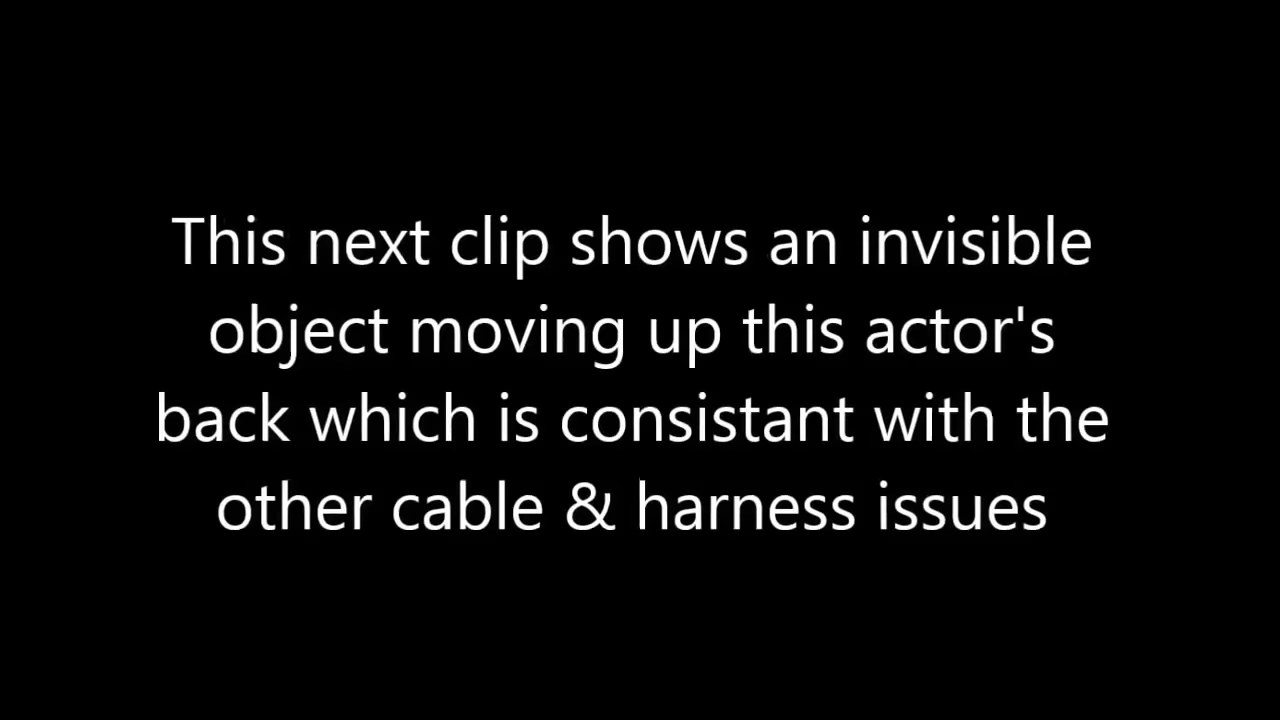 This next clip shows an invisible
object moving up this actor's
back which is consistant with the
other cable & harness issues